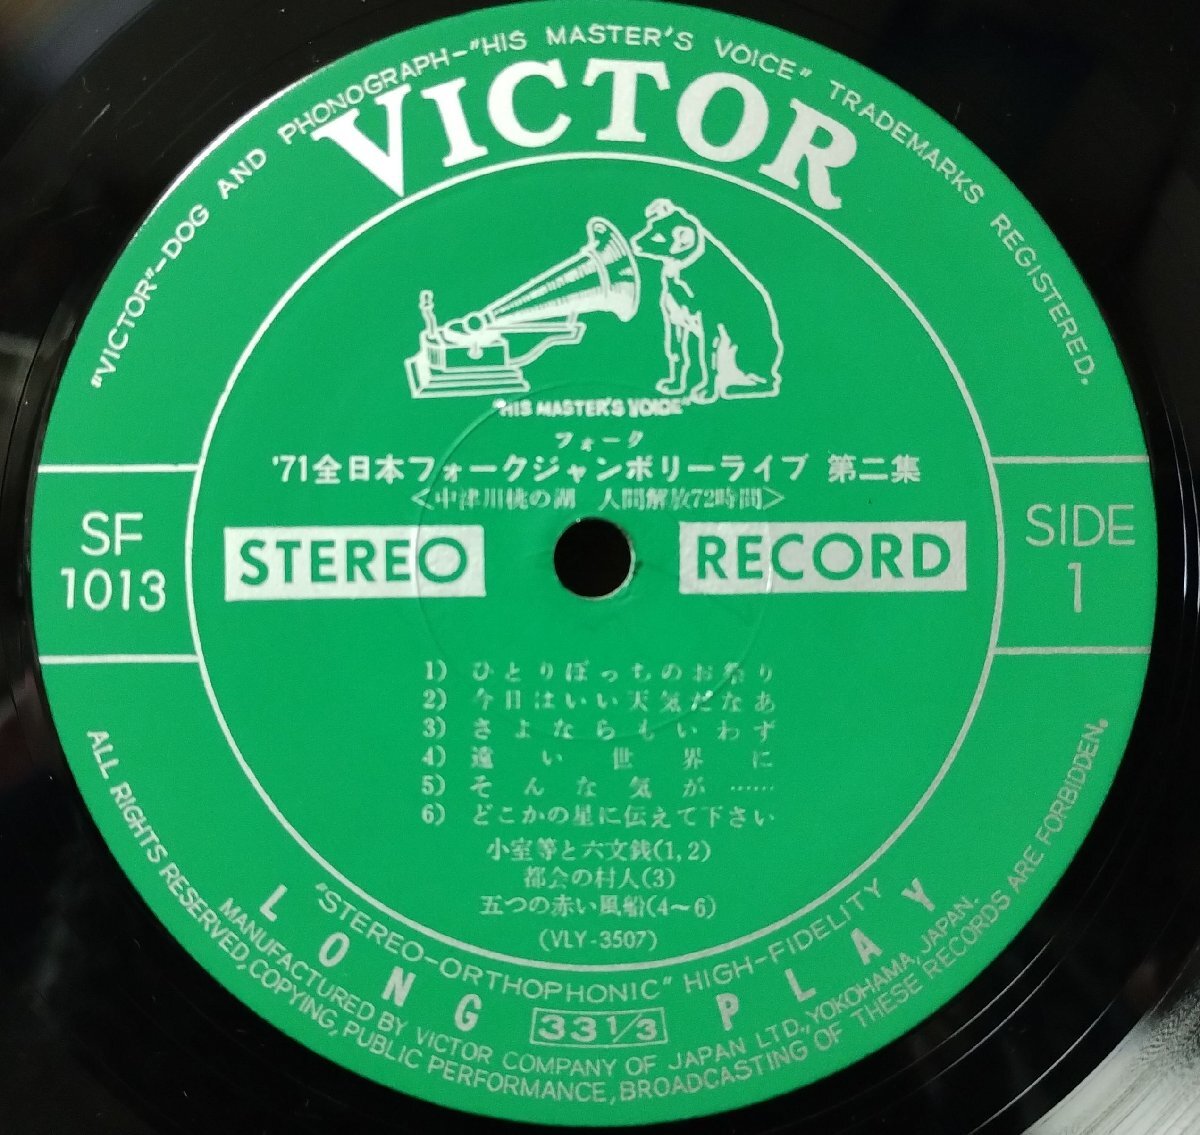 "VICTOR"-DOG AND PHONOGRAPH-"HIS MASTER'S VOICE" TRADEMARKS REGISTERED.
VICTOR
"HIS MASTER'S VOICE"
フォーク
'71全日本フォークジャンボリーライブ 第二集
<中津川桃の湖 人間解放72時間>
SF
1013
STEREO
RECORD
SIDE
1
1) ひとりぼっちのお祭り
2) 今日はいい天気だなあ
3) さよならもいわず
4) 遠い世界に
5) そんな気が……
6) どこかの星に伝えて下さい
小室等と六文銭(1,2)
都会の村人(3)
五つの赤い風船(4〜6)
(VLY-3507)
"STEREO-ORTHOPHONIC" HIGH-FIDELITY
LONG 33 1/3 PLAY
MANUFACTURED BY VICTOR COMPANY OF JAPAN LTD., YOKOHAMA, JAPAN.
ALL RIGHTS RESERVED, COPYING, PUBLIC PERFORMANCE, BROADCASTING OF THESE RECORDS ARE FORBIDDEN.